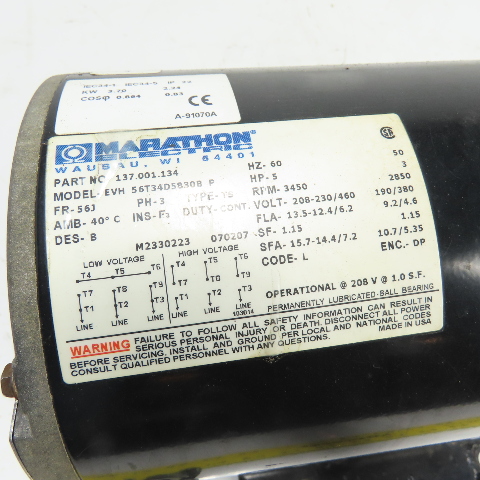 IEC34-1 IEC34-5 IP 22
KW 3.70 2.24
COSφ 0.884 0.83
CE
A-91070A
MARATHON
ELECTRIC
WAUSAU, WI 54401
PART NO. 137.001.134 HZ- 60 50
MODEL- EVH 56T34D5830B P HP- 5 3
FR- 56J PH-3 TYPE-TS RPM- 3450 2850
AMB- 40°C INS-F3 DUTY-CONT. VOLT- 208-230/460 190/380
DES- B FLA- 13.5-12.4/6.2 9.2/4.6
M2330223 070207 SF- 1.15 1.15
LOW VOLTAGE HIGH VOLTAGE SFA- 15.7-14.4/7.2 10.7/5.35
CODE- L ENC.- DP
T4 T5 T6 T4 T5 T6
T7 T8 T9 T7 T8 T9
T1 T2 T3 T1 T2 T3
LINE LINE LINE LINE 103014
OPERATIONAL @ 208 V @ 1.0 S.F.
PERMANENTLY LUBRICATED-BALL BEARING
WARNING FAILURE TO FOLLOW ALL SAFETY INFORMATION CAN RESULT IN
SERIOUS PERSONAL INJURY OR DEATH. DISCONNECT ALL POWER
BEFORE SERVICING. INSTALL AND GROUND PER LOCAL AND NATIONAL CODES
CONSULT QUALIFIED PERSONNEL WITH ANY QUESTIONS. MADE IN USA